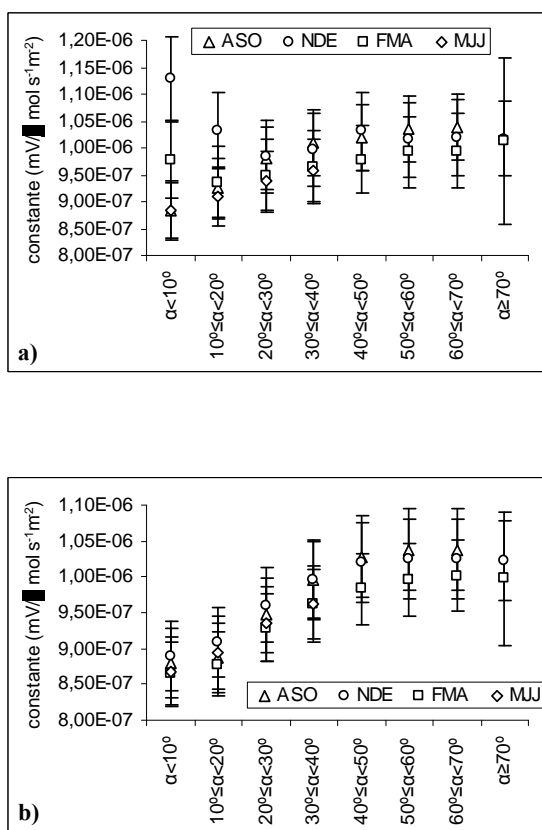 ASO NDE FMA MJJ
1,20E-06
1,15E-06
1,10E-06
1,05E-06
1,00E-06
9,50E-07
9,00E-07
8,50E-07
8,00E-07
constante (mV/ mol s-1m2)
α<10º
10º≤α<20º
20º≤α<30º
30º≤α<40º
40º≤α<50º
50º≤α<60º
60º≤α<70º
α≥70º
a)
1,10E-06
1,05E-06
1,00E-06
9,50E-07
9,00E-07
8,50E-07
8,00E-07
constante (mV/ mol s-1m2)
ASO NDE FMA MJJ
α<10º
10º≤α<20º
20º≤α<30º
30º≤α<40º
40º≤α<50º
50º≤α<60º
60º≤α<70º
α≥70º
b)